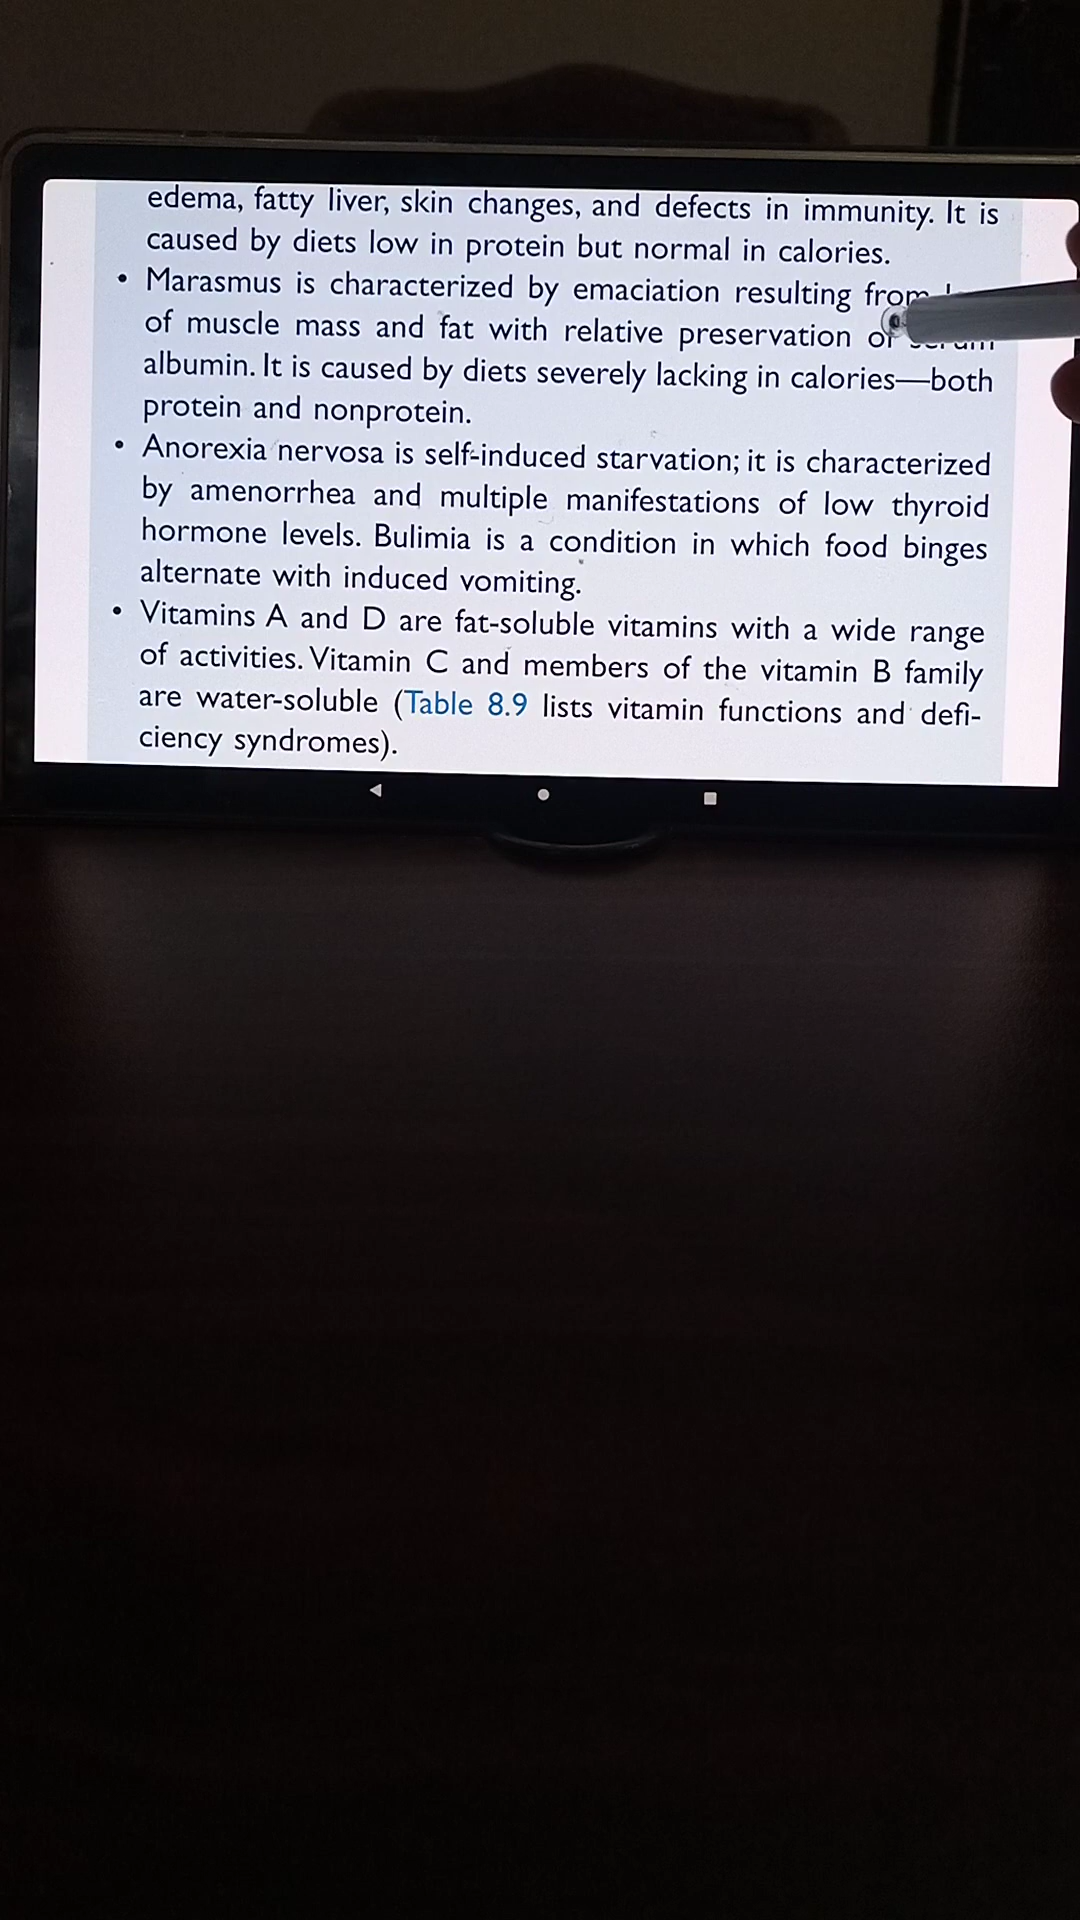 edema, fatty liver, skin changes, and defects in immunity. It is
caused by diets low in protein but normal in calories.
• Marasmus is characterized by emaciation resulting from
of muscle mass and fat with relative preservation of serum
albumin. It is caused by diets severely lacking in calories—both
protein and nonprotein.
• Anorexia nervosa is self-induced starvation; it is characterized
by amenorrhea and multiple manifestations of low thyroid
hormone levels. Bulimia is a condition in which food binges
alternate with induced vomiting.
• Vitamins A and D are fat-soluble vitamins with a wide range
of activities. Vitamin C and members of the vitamin B family
are water-soluble (Table 8.9 lists vitamin functions and defi-
ciency syndromes).